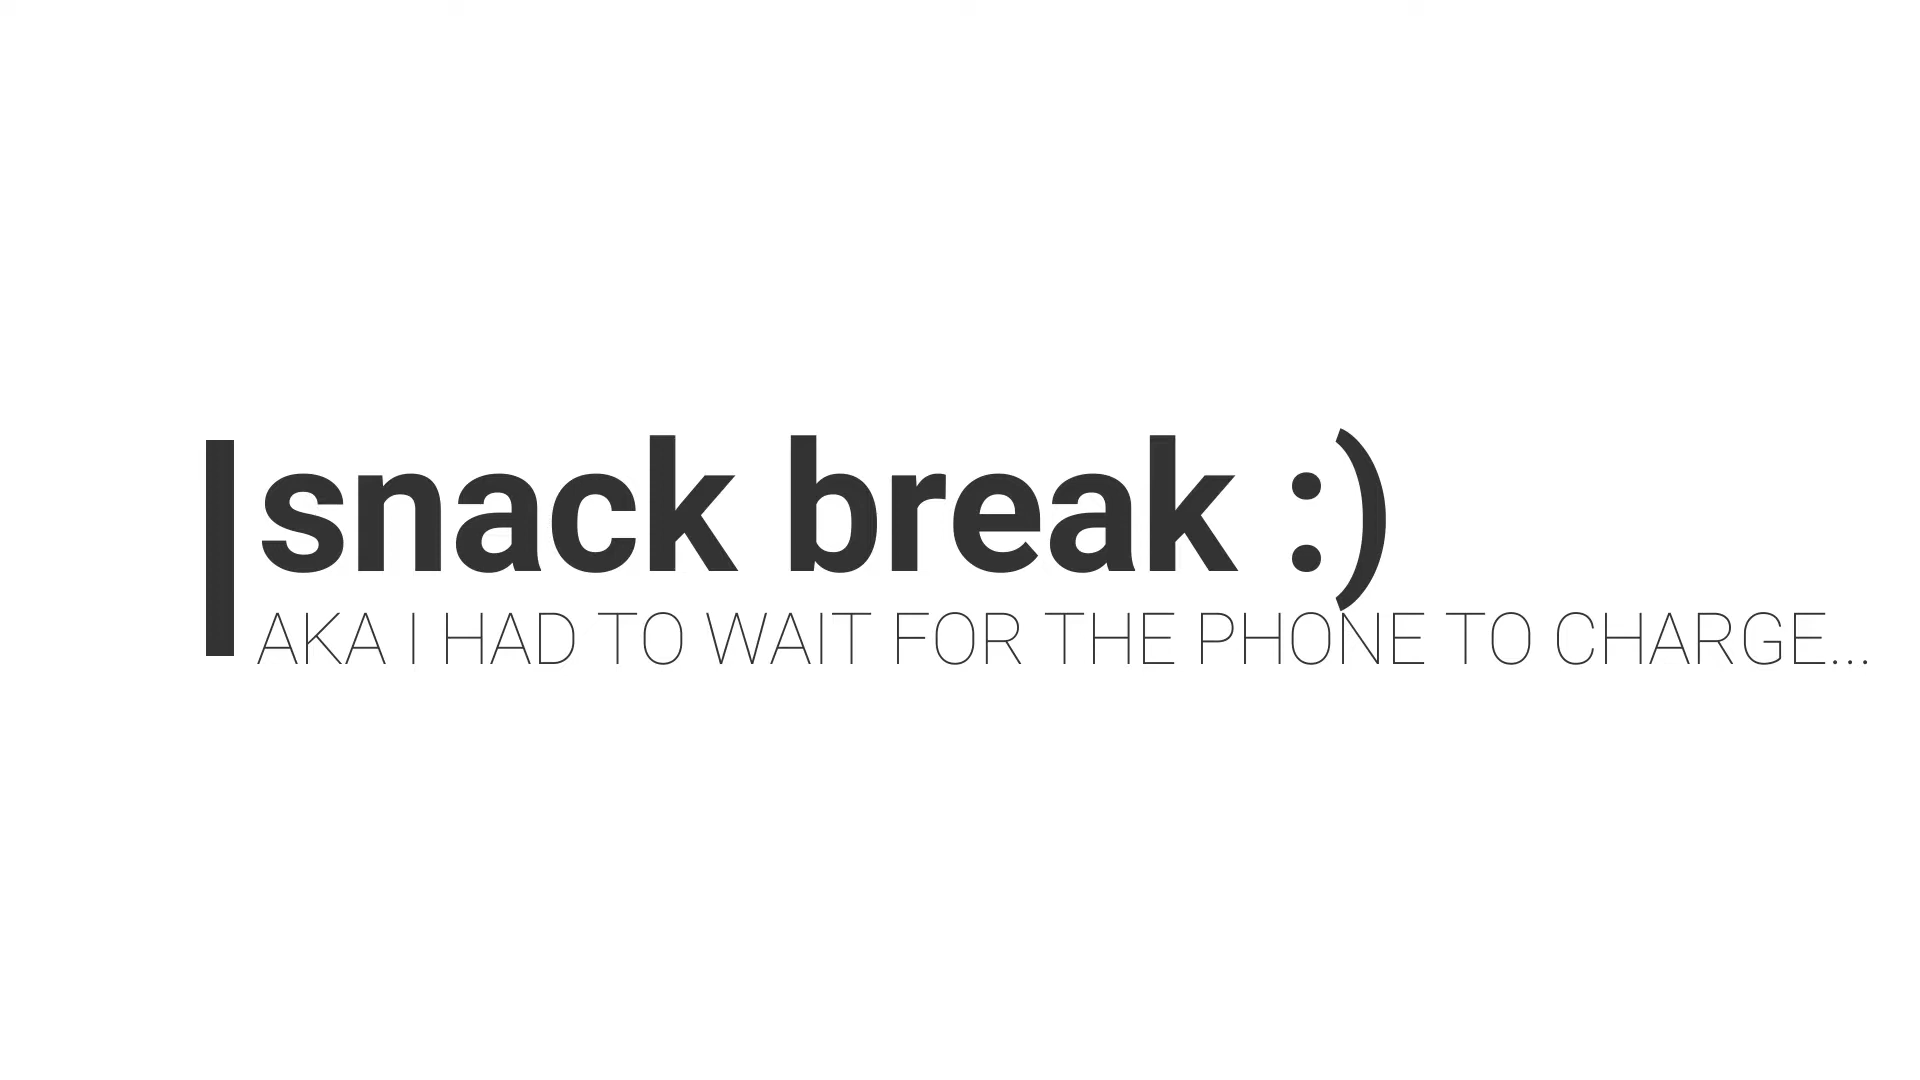 snack break :)
AKA I HAD TO WAIT FOR THE PHONE TO CHARGE...